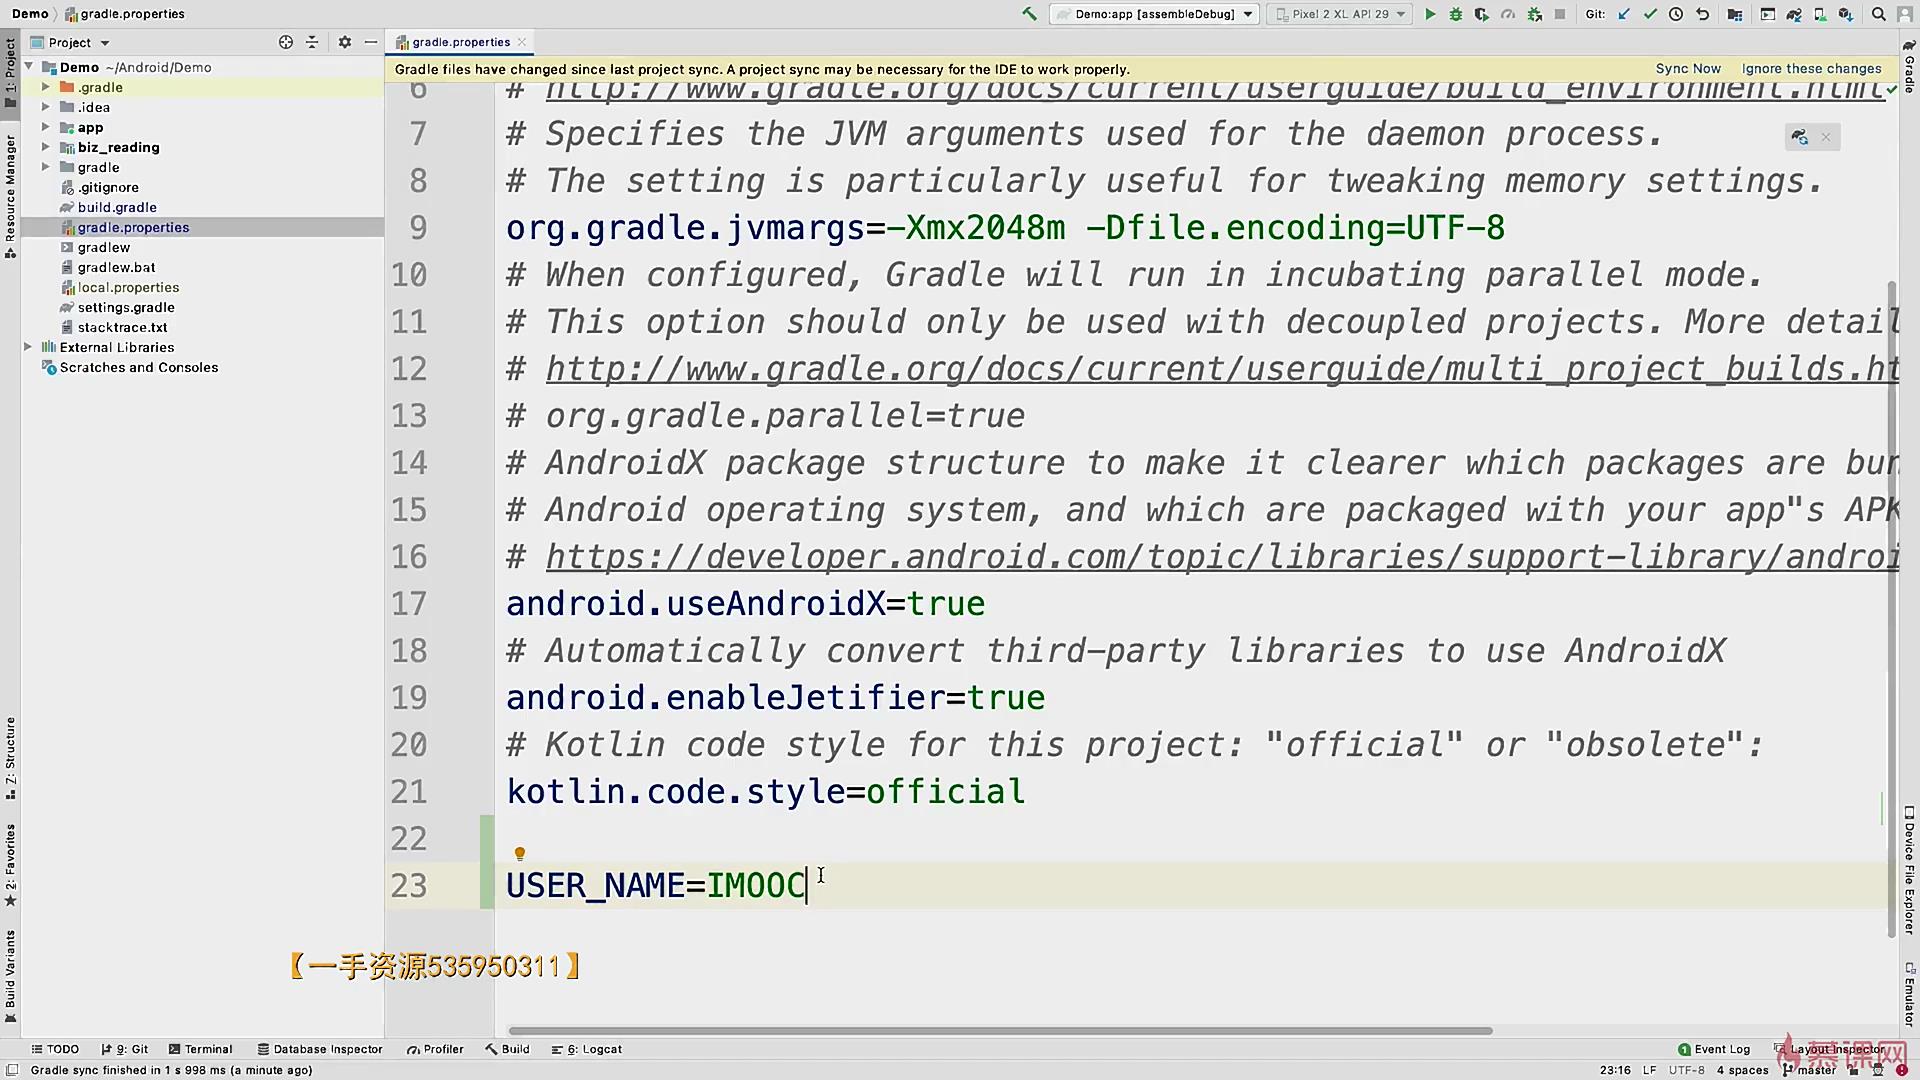 Demo gradle.properties Demo:app [assembleDebug] Pixel 2 XL API 29 Git:
Project gradle.properties
Gradle files have changed since last project sync. A project sync may be necessary for the IDE to work properly. Sync Now Ignore these changes
1: Project
Resource Manager
Z: Structure
2: Favorites
Build Variants
Demo ~/Android/Demo
.gradle
.idea
app
biz_reading
gradle
.gitignore
build.gradle
gradle.properties
gradlew
gradlew.bat
local.properties
settings.gradle
stacktrace.txt
External Libraries
Scratches and Consoles
6 # http://www.gradle.org/docs/current/userguide/build_environment.html
7 # Specifies the JVM arguments used for the daemon process.
8 # The setting is particularly useful for tweaking memory settings.
9 org.gradle.jvmargs=-Xmx2048m -Dfile.encoding=UTF-8
10 # When configured, Gradle will run in incubating parallel mode.
11 # This option should only be used with decoupled projects. More detail
12 # http://www.gradle.org/docs/current/userguide/multi_project_builds.ht
13 # org.gradle.parallel=true
14 # AndroidX package structure to make it clearer which packages are bun
15 # Android operating system, and which are packaged with your app"s APK
16 # https://developer.android.com/topic/libraries/support-library/androi
17 android.useAndroidX=true
18 # Automatically convert third-party libraries to use AndroidX
19 android.enableJetifier=true
20 # Kotlin code style for this project: "official" or "obsolete":
21 kotlin.code.style=official
22
23 USER_NAME=IMOOC
【一手资源535950311】
Gradle
Device File Explorer
Emulator
TODO 9: Git Terminal Database Inspector Profiler Build 6: Logcat 1 Event Log Layout Inspector
慕课网
Gradle sync finished in 1 s 998 ms (a minute ago) 23:16 LF UTF-8 4 spaces master